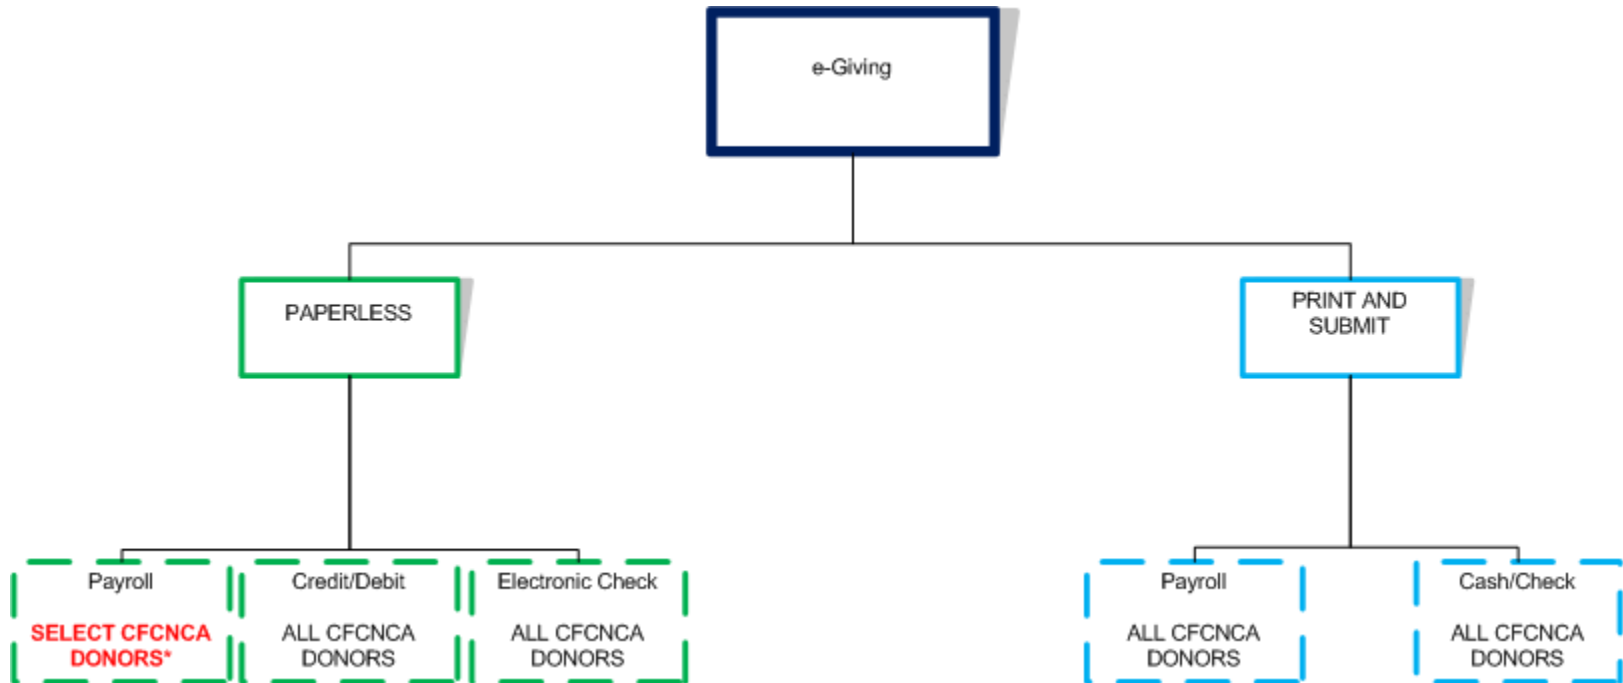 e-Giving
PAPERLESS
PRINT AND
SUBMIT
Payroll
SELECT CFCNCA
DONORS*
Credit/Debit
ALL CFCNCA
DONORS
Electronic Check
ALL CFCNCA
DONORS
Payroll
ALL CFCNCA
DONORS
Cash/Check
ALL CFCNCA
DONORS